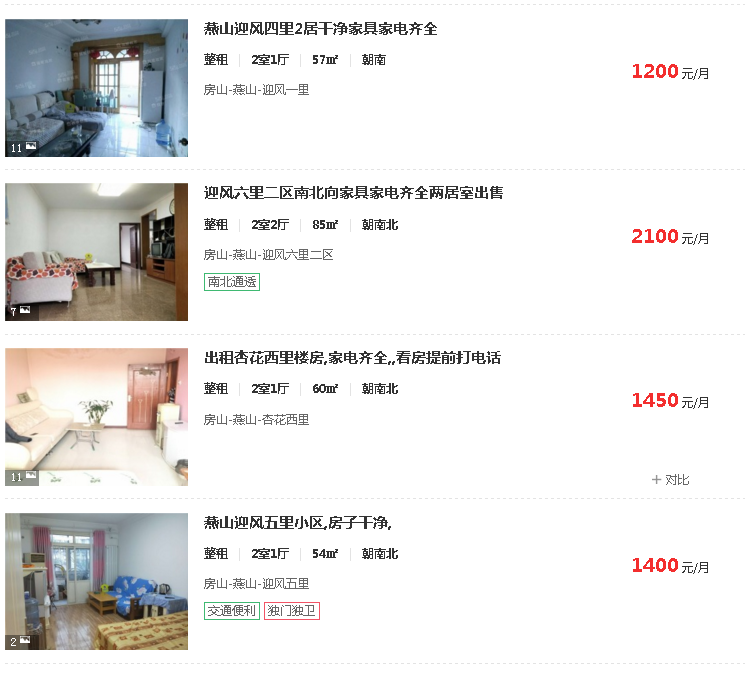 燕山迎风四里2居干净家具家电齐全
整租 2室1厅 57㎡ 朝南
1200元/月
房山-燕山-迎风一里
11
迎风六里二区南北向家具家电齐全两居室出售
整租 2室2厅 85㎡ 朝南北
2100元/月
房山-燕山-迎风六里二区
南北通透
7
出租杏花西里楼房,家电齐全,,看房提前打电话
整租 2室1厅 60㎡ 朝南北
1450元/月
房山-燕山-杏花西里
11
+ 对比
燕山迎风五里小区,房子干净,
整租 2室1厅 54㎡ 朝南北
1400元/月
房山-燕山-迎风五里
交通便利 独门独卫
2